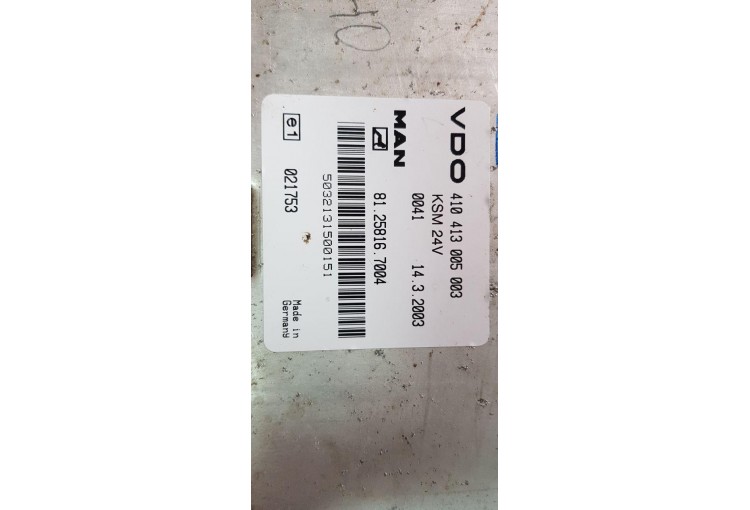 40
VDO 410 413 005 003
KSM 24V
0041 14.3.2003
MAN 81.25816.7004
5032131500151
e1 021753 Made in
Germany